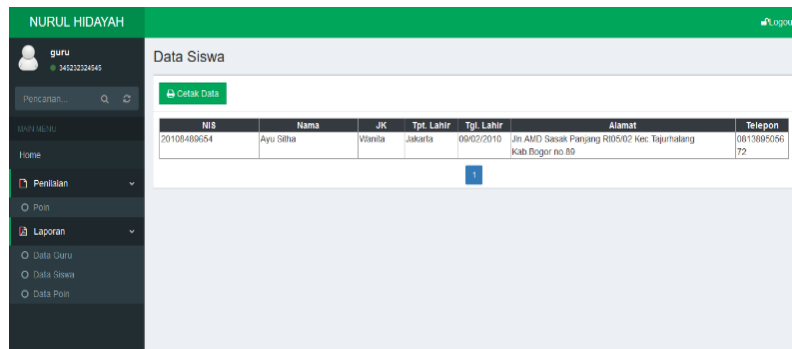 NURUL HIDAYAH
Logou
guru
345232324545
Pencarian...
MAIN MENU
Home
Penilaian
Poin
Laporan
Data Guru
Data Siswa
Data Poin
Data Siswa
Cetak Data
NIS Nama JK Tpt. Lahir Tgl. Lahir Alamat Telepon
20108489654 Ayu Silha Wanita Jakarta 09/02/2010 Jln.AMD Sasak Panjang Rt05/02 Kec.Tajurhalang 0813895056
Kab Bogor no.89 72
1